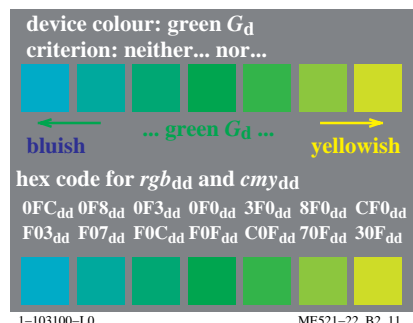 device colour: green Gd
criterion: neither... nor...
... green Gd ...
bluish yellowish
hex code for rgbdd and cmydd
0FCdd 0F8dd 0F3dd 0F0dd 3F0dd 8F0dd CF0dd
F03dd F07dd F0Cdd F0Fdd C0Fdd 70Fdd 30Fdd
1-103100-L0 ME521-22, B2_11